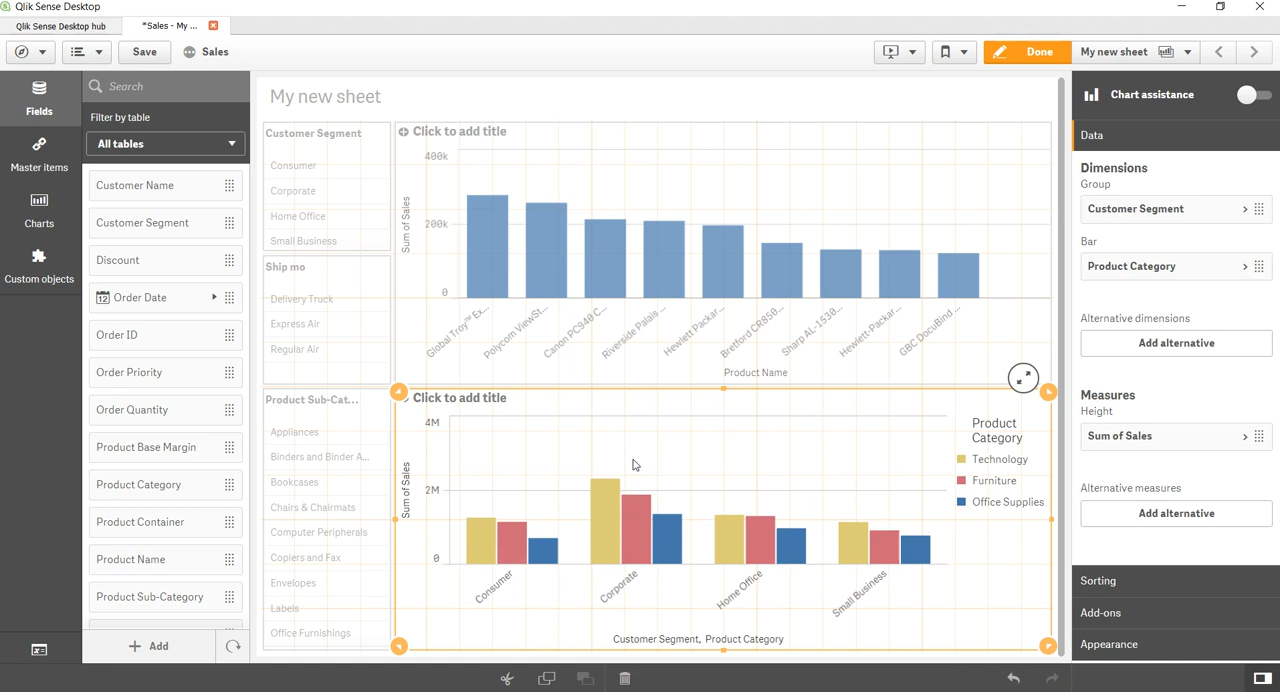 Qlik Sense Desktop
Qlik Sense Desktop hub
*Sales - My ...
Save
Sales
Done
My new sheet
Fields
Master items
Charts
Custom objects
Search
Filter by table
All tables
Customer Name
Customer Segment
Discount
Order Date
Order ID
Order Priority
Order Quantity
Product Base Margin
Product Category
Product Container
Product Name
Product Sub-Category
Add
My new sheet
Customer Segment
Consumer
Corporate
Home Office
Small Business
Ship mo
Delivery Truck
Express Air
Regular Air
Product Sub-Cat...
Appliances
Binders and Binder A...
Bookcases
Chairs & Chairmats
Computer Peripherals
Copiers and Fax
Envelopes
Labels
Office Furnishings
Click to add title
400k
200k
0
Sum of Sales
Global Troy™ Ex...
Polycom ViewSt...
Canon PC940 C...
Riverside Palais ...
Hewlett Packar...
Bretford CR850...
Sharp AL-1530...
Hewlett-Packar...
GBC DocuBind ...
Product Name
Click to add title
4M
2M
0
Sum of Sales
Consumer
Corporate
Home Office
Small Business
Customer Segment, Product Category
Product
Category
Technology
Furniture
Office Supplies
Chart assistance
Data
Dimensions
Group
Customer Segment
Bar
Product Category
Alternative dimensions
Add alternative
Measures
Height
Sum of Sales
Alternative measures
Add alternative
Sorting
Add-ons
Appearance